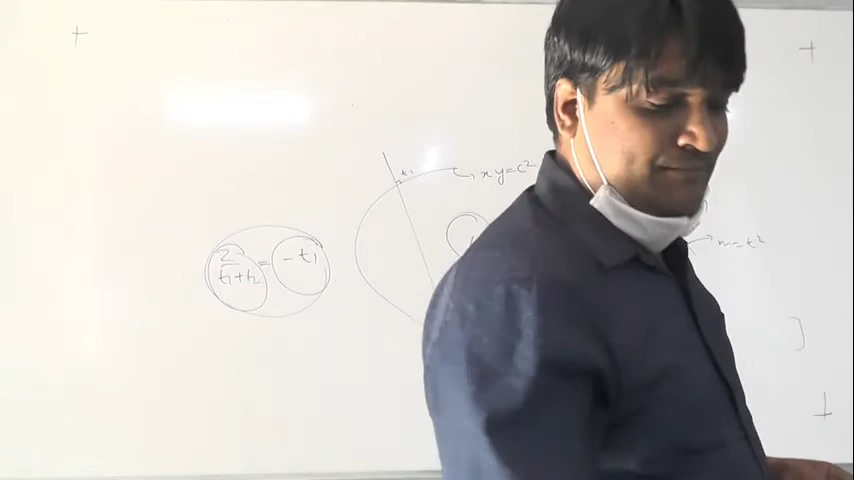 t₁
xy=c²
2/(t₁+t₂) = -t₁
m=t²